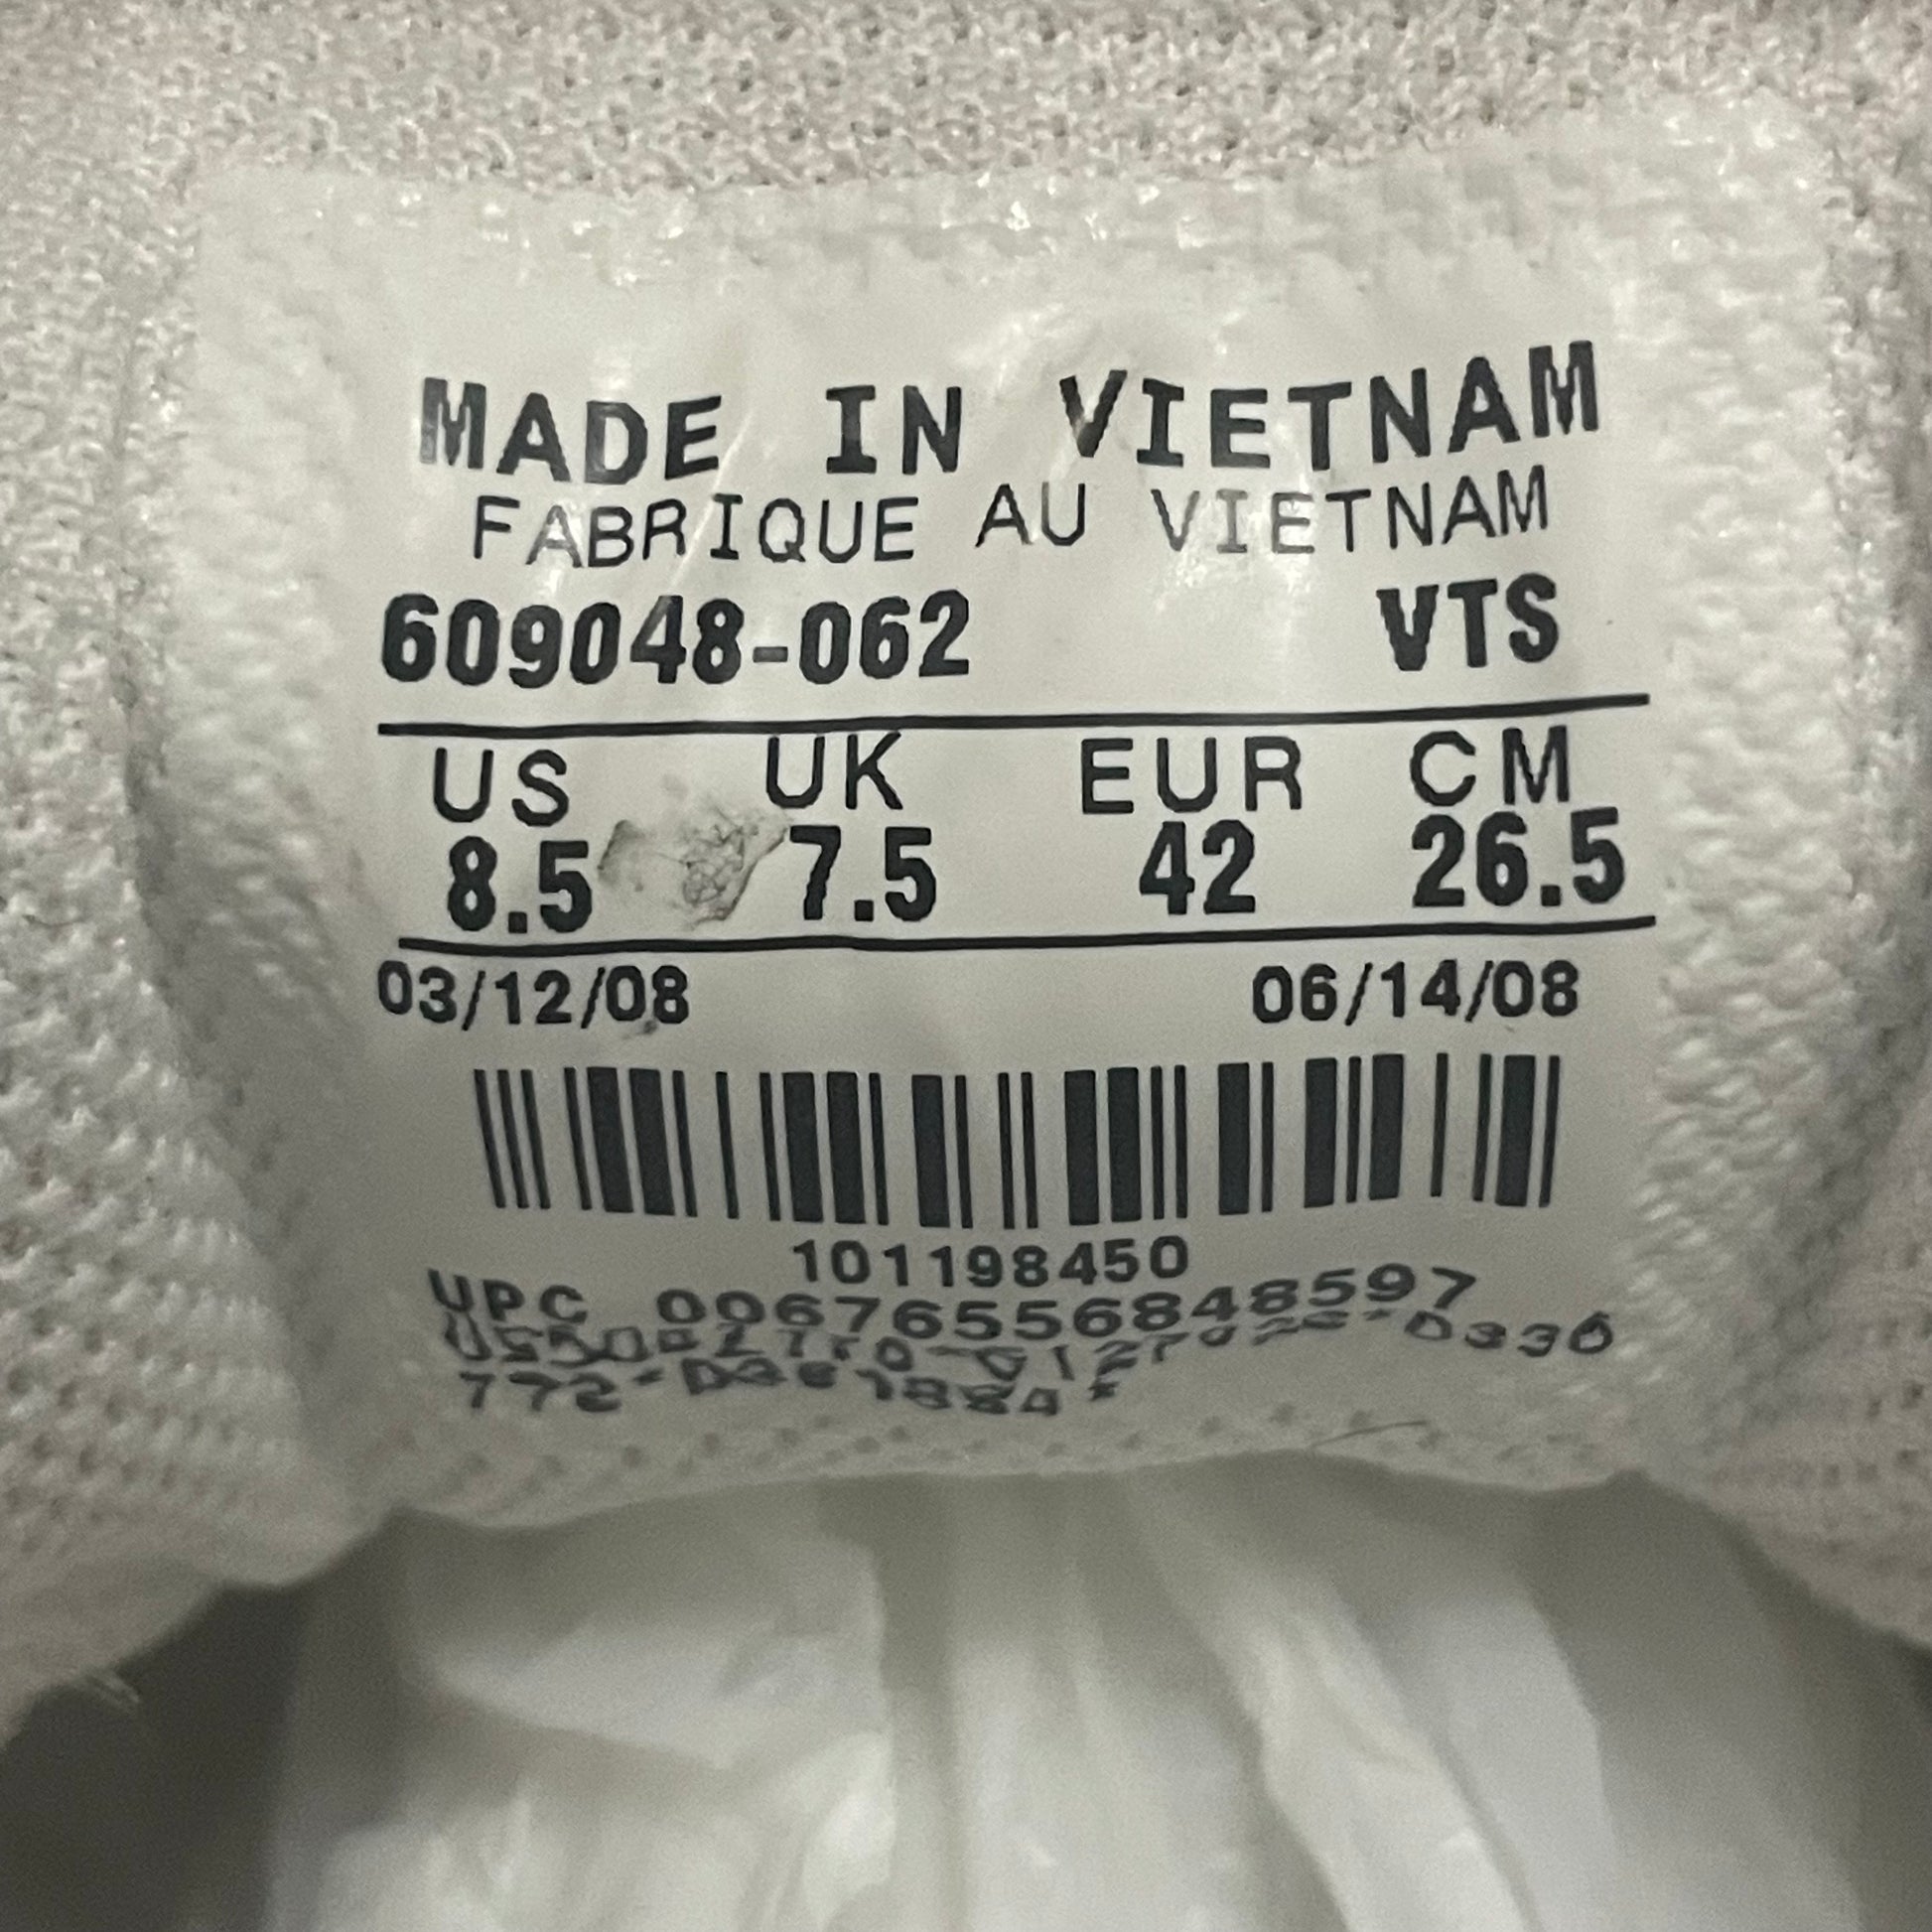 MADE IN VIETNAM
FABRIQUE AU VIETNAM
609048-062 VTS
US UK EUR CM
8.5 7.5 42 26.5
03/12/08 06/14/08
101198450
UPC 00676556848597